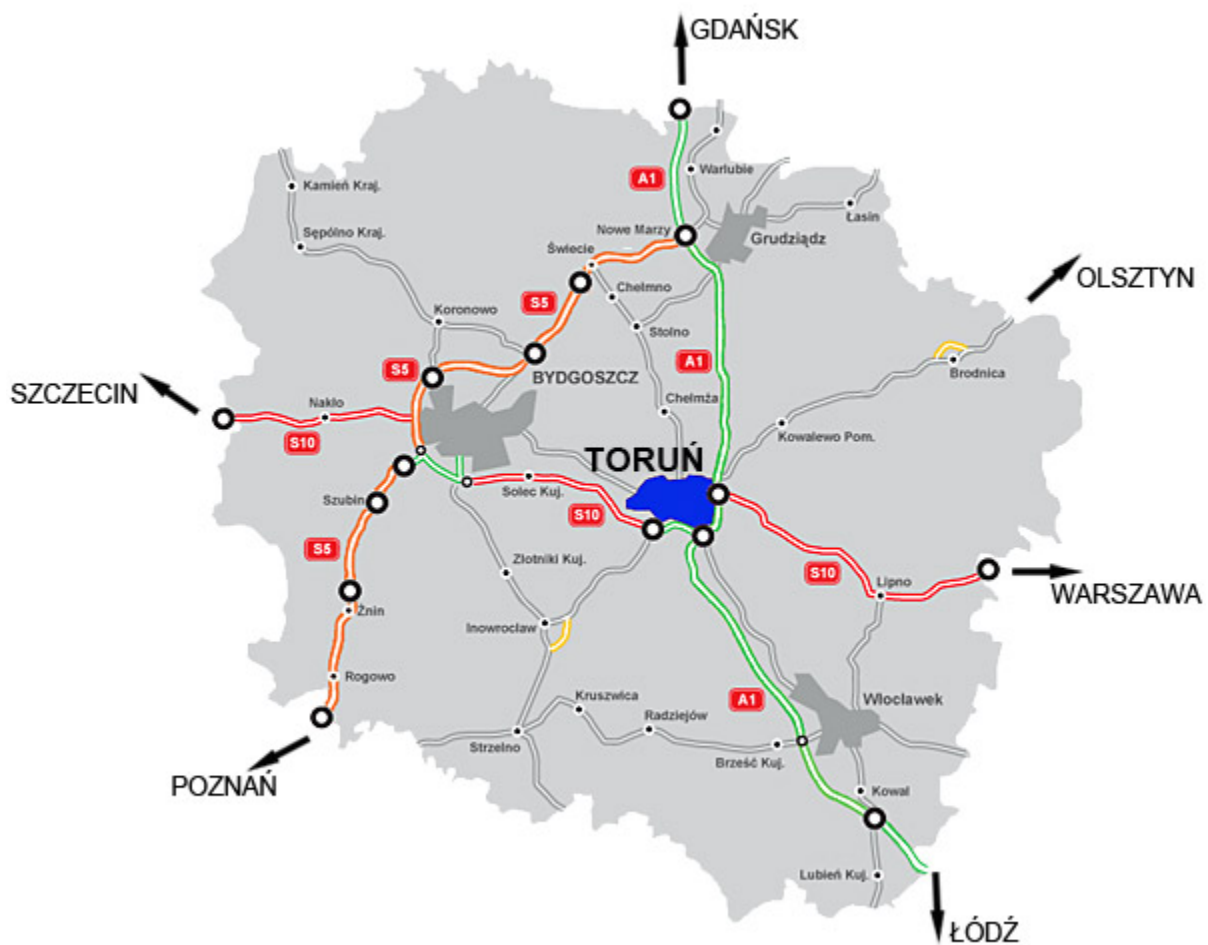 GDAŃSK
A1
Warlubie
Kamień Kraj.
Łasin
Sępólno Kraj.
Nowe Marzy
Grudziądz
Świecie
OLSZTYN
Chełmno
S5
Koronowo
Stolno
A1
Brodnica
S5
BYDGOSZCZ
SZCZECIN
Nakło
Chełmża
Kowalewo Pom.
S10
TORUŃ
Solec Kuj.
Szubin
S10
S5
Złotniki Kuj.
S10
Lipno
WARSZAWA
Żnin
Inowrocław
Rogowo
Kruszwica
A1
Włocławek
Radziejów
Strzelno
Brześć Kuj.
POZNAŃ
Kowal
Lubień Kuj.
ŁÓDŹ